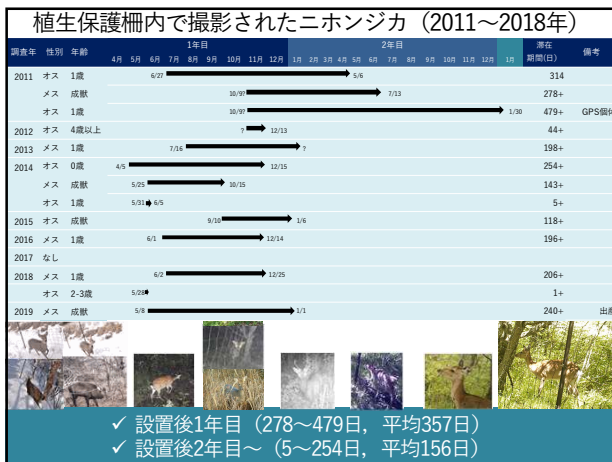 植生保護柵内で撮影されたニホンジカ（2011～2018年）
調査年 性別 年齢 1年目 2年目 滞在期間(日) 備考
4月 5月 6月 7月 8月 9月 10月 11月 12月 1月 2月 3月 4月 5月 6月 7月 8月 9月 10月 11月 12月 1月
2011 オス 1歳 6/27 5/6 314
メス 成獣 10/9? 7/13 278+
オス 1歳 10/9? 1/30 479+ GPS個体
2012 オス 4歳以上 ? 12/13 44+
2013 メス 1歳 7/16 ? 198+
2014 オス 0歳 4/5 12/15 254+
メス 成獣 5/25 10/15 143+
オス 1歳 5/31 6/5 5+
2015 オス 成獣 9/10 1/6 118+
2016 メス 1歳 6/1 12/14 196+
2017 なし
2018 メス 1歳 6/2 12/25 206+
オス 2-3歳 5/28 1+
2019 メス 成獣 5/8 1/1 240+ 出産
✓ 設置後1年目（278～479日，平均357日）
✓ 設置後2年目～（5～254日，平均156日）